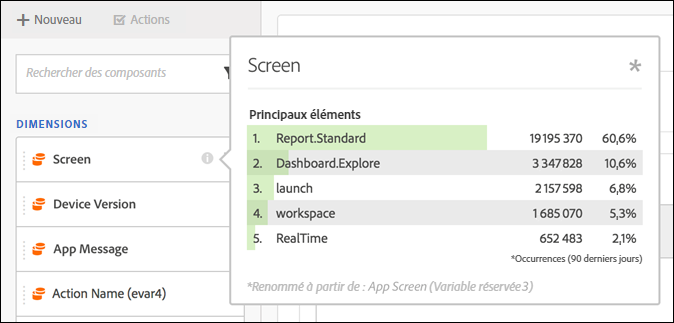 Nouveau Actions
Rechercher des composants
DIMENSIONS
Screen
Device Version
App Message
Action Name (evar4)
Screen *
Principaux éléments
1. Report.Standard 19 195 370 60,6%
2. Dashboard.Explore 3 347 828 10,6%
3. launch 2 157 598 6,8%
4. workspace 1 685 070 5,3%
5. RealTime 652 483 2,1%
*Occurrences (90 derniers jours)
*Renommé à partir de : App Screen (Variable réservée 3)